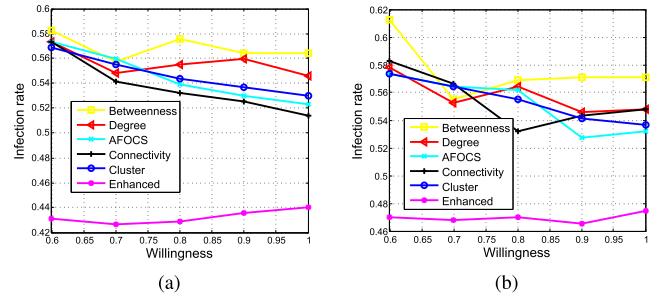 0.6
0.58
0.56
0.54
0.52
0.5
0.48
0.46
0.44
0.42
Infection rate
Betweenness
Degree
AFOCS
Connectivity
Cluster
Enhanced
0.6 0.65 0.7 0.75 0.8 0.85 0.9 0.95 1
Willingness
(a)
0.62
0.6
0.58
0.56
0.54
0.52
0.5
0.48
0.46
Infection rate
Betweenness
Degree
AFOCS
Connectivity
Cluster
Enhanced
0.6 0.65 0.7 0.75 0.8 0.85 0.9 0.95 1
Willingness
(b)